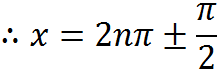 ∴ x = 2nπ ± π/2